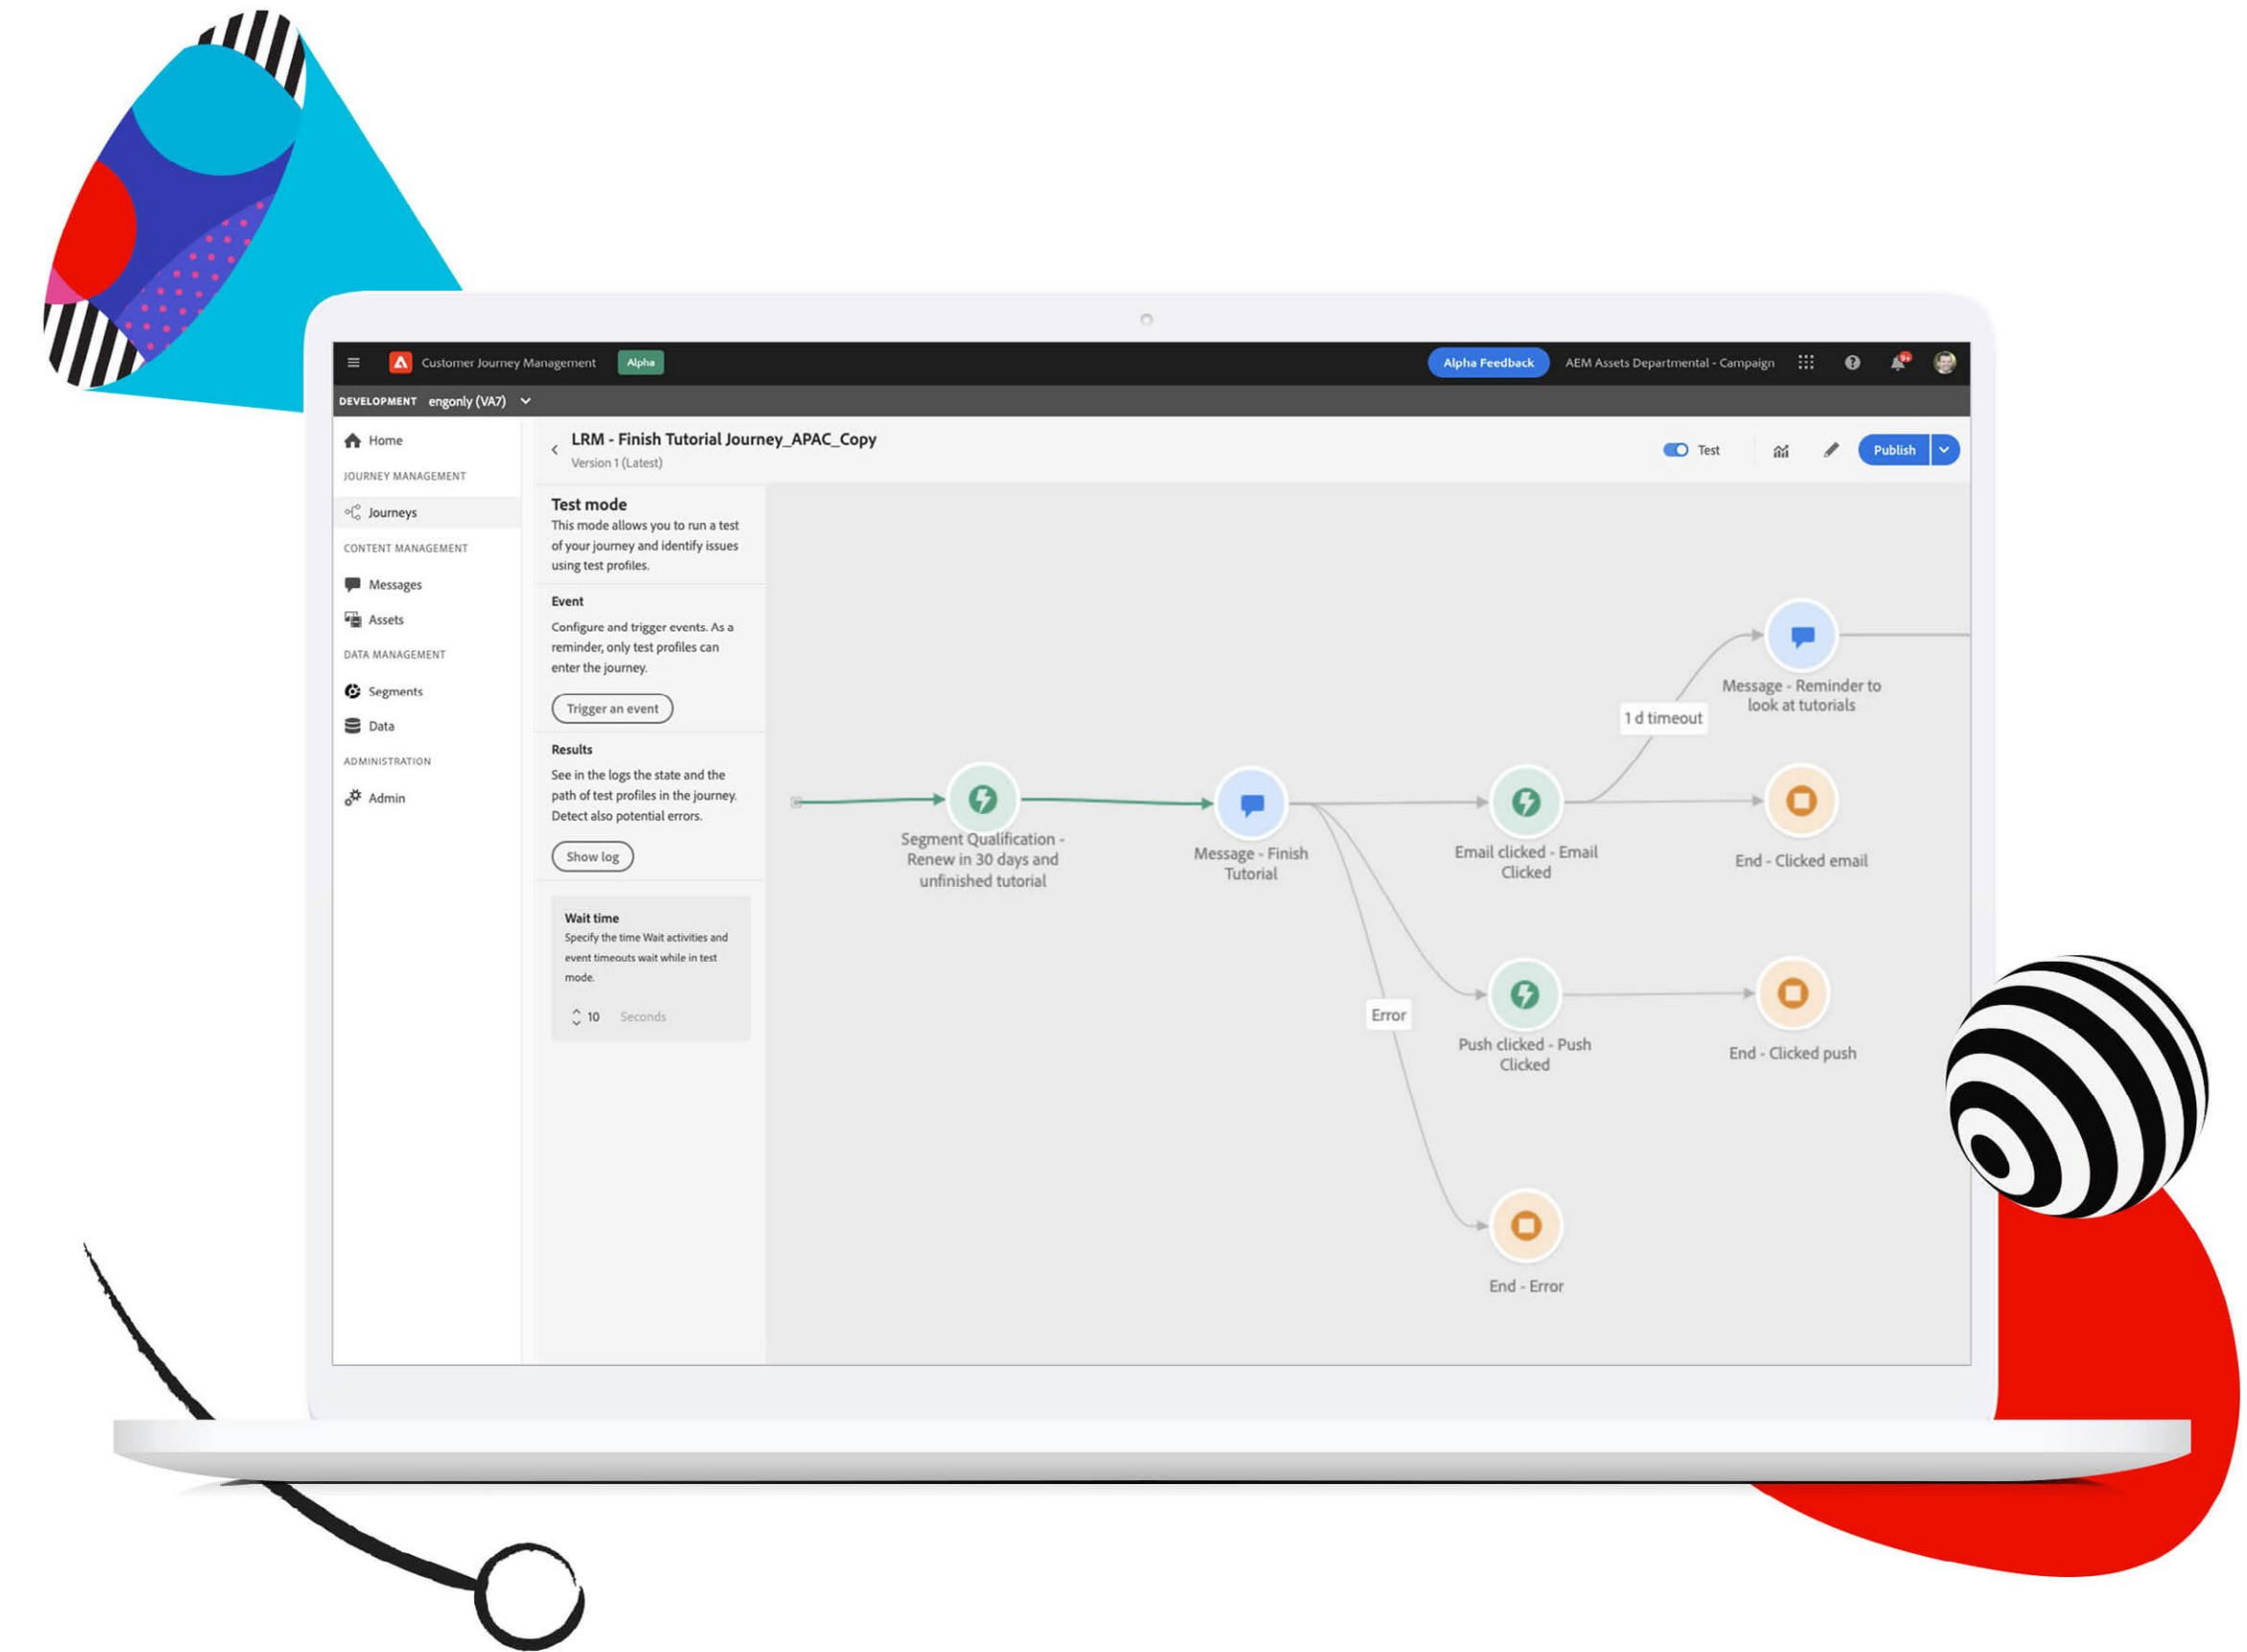 Customer Journey Management Alpha Alpha Feedback AEM Assets Departmental - Campaign 9+
DEVELOPMENT engonly (VA7)
Home
JOURNEY MANAGEMENT
Journeys
CONTENT MANAGEMENT
Messages
Assets
DATA MANAGEMENT
Segments
Data
ADMINISTRATION
Admin
LRM - Finish Tutorial Journey_APAC_Copy
Version 1 (Latest)
Test
Publish
Test mode
This mode allows you to run a test
of your journey and identify issues
using test profiles.
Event
Configure and trigger events. As a
reminder, only test profiles can
enter the journey.
Trigger an event
Results
See in the logs the state and the
path of test profiles in the journey.
Detect also potential errors.
Show log
Wait time
Specify the time Wait activities and
event timeouts wait while in test
mode.
10 Seconds
Segment Qualification -
Renew in 30 days and
unfinished tutorial
Message - Finish
Tutorial
Email clicked - Email
Clicked
1 d timeout
Message - Reminder to
look at tutorials
End - Clicked email
Error
Push clicked - Push
Clicked
End - Clicked push
End - Error